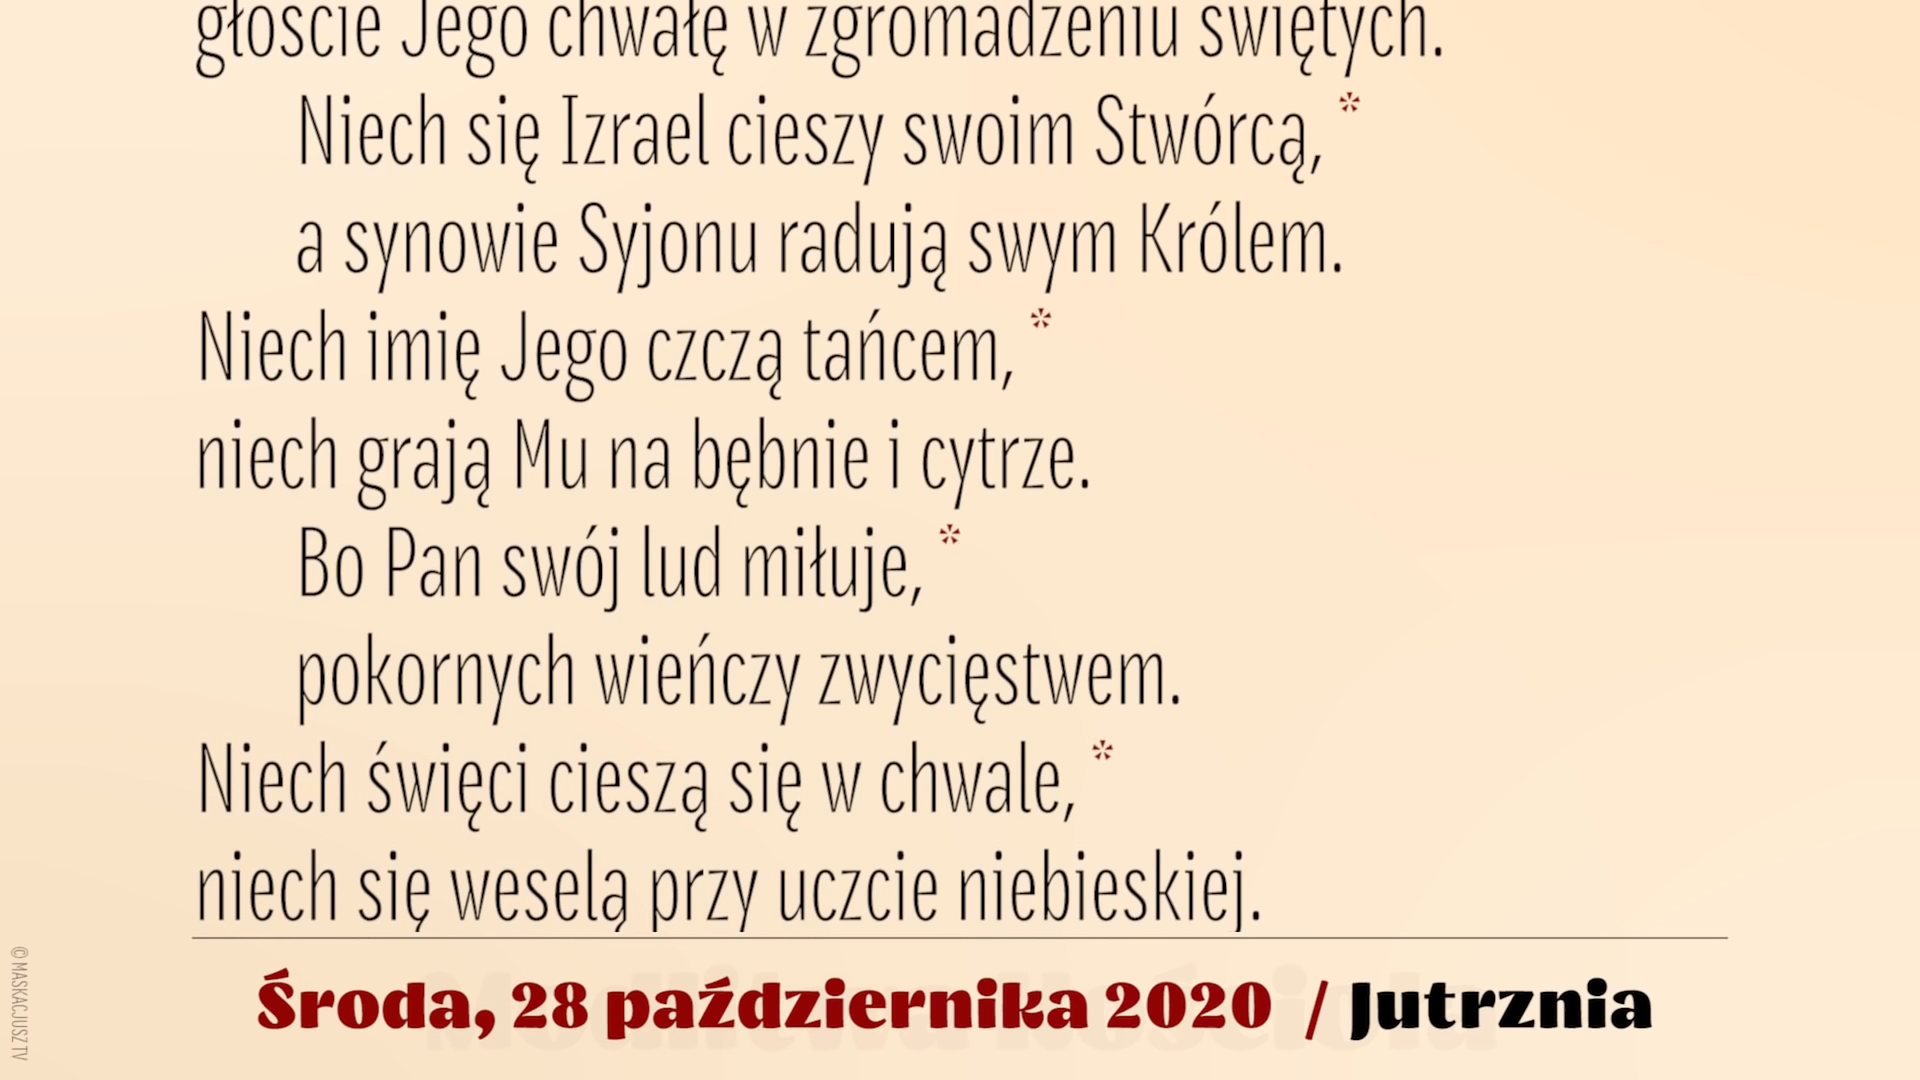 głoście Jego chwałę w zgromadzeniu świętych.
Niech się Izrael cieszy swoim Stwórcą, *
a synowie Syjonu radują swym Królem.
Niech imię Jego czczą tańcem, *
niech grają Mu na bębnie i cytrze.
Bo Pan swój lud miłuje, *
pokornych wieńczy zwycięstwem.
Niech święci cieszą się w chwale, *
niech się weselą przy uczcie niebieskiej.
Środa, 28 października 2020 / Jutrznia
© MASKACJUSZ TV